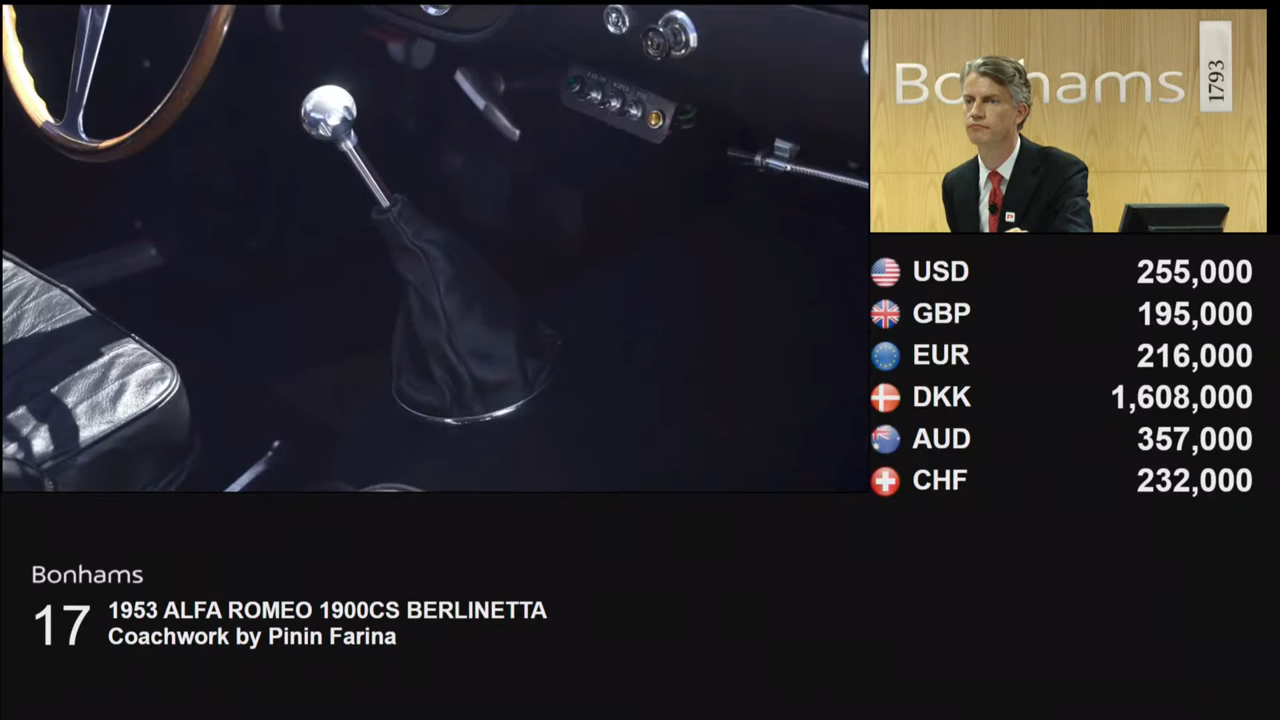 Bonhams
1793
USD 255,000
GBP 195,000
EUR 216,000
DKK 1,608,000
AUD 357,000
CHF 232,000
Bonhams
17
1953 ALFA ROMEO 1900CS BERLINETTA
Coachwork by Pinin Farina